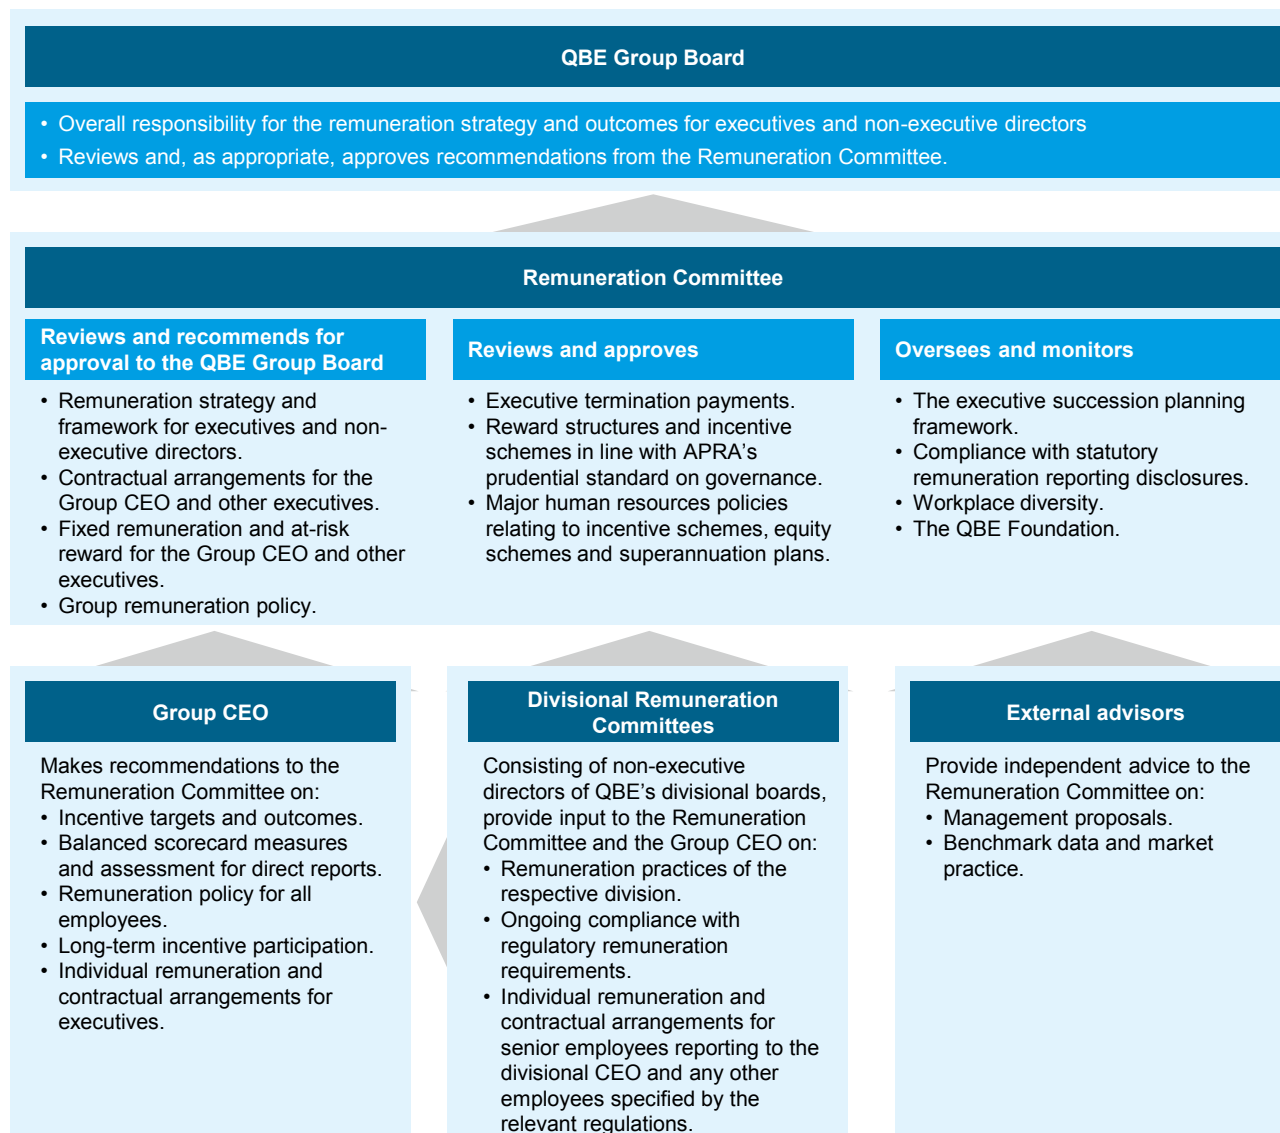 QBE Group Board
• Overall responsibility for the remuneration strategy and outcomes for executives and non-executive directors
• Reviews and, as appropriate, approves recommendations from the Remuneration Committee.
Remuneration Committee
Reviews and recommends for
approval to the QBE Group Board
• Remuneration strategy and
framework for executives and non-
executive directors.
• Contractual arrangements for the
Group CEO and other executives.
• Fixed remuneration and at-risk
reward for the Group CEO and other
executives.
• Group remuneration policy.
Reviews and approves
• Executive termination payments.
• Reward structures and incentive
schemes in line with APRA's
prudential standard on governance.
• Major human resources policies
relating to incentive schemes, equity
schemes and superannuation plans.
Oversees and monitors
• The executive succession planning
framework.
• Compliance with statutory
remuneration reporting disclosures.
• Workplace diversity.
• The QBE Foundation.
Group CEO
Makes recommendations to the
Remuneration Committee on:
• Incentive targets and outcomes.
• Balanced scorecard measures
and assessment for direct reports.
• Remuneration policy for all
employees.
• Long-term incentive participation.
• Individual remuneration and
contractual arrangements for
executives.
Divisional Remuneration
Committees
Consisting of non-executive
directors of QBE's divisional boards,
provide input to the Remuneration
Committee and the Group CEO on:
• Remuneration practices of the
respective division.
• Ongoing compliance with
regulatory remuneration
requirements.
• Individual remuneration and
contractual arrangements for
senior employees reporting to the
divisional CEO and any other
employees specified by the
relevant regulations.
External advisors
Provide independent advice to the
Remuneration Committee on:
• Management proposals.
• Benchmark data and market
practice.